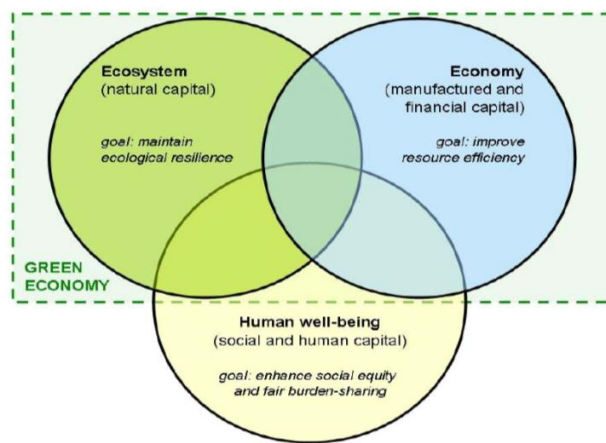 Ecosystem
(natural capital)
goal: maintain
ecological resilience
Economy
(manufactured and
financial capital)
goal: improve
resource efficiency
GREEN
ECONOMY
Human well-being
(social and human capital)
goal: enhance social equity
and fair burden-sharing